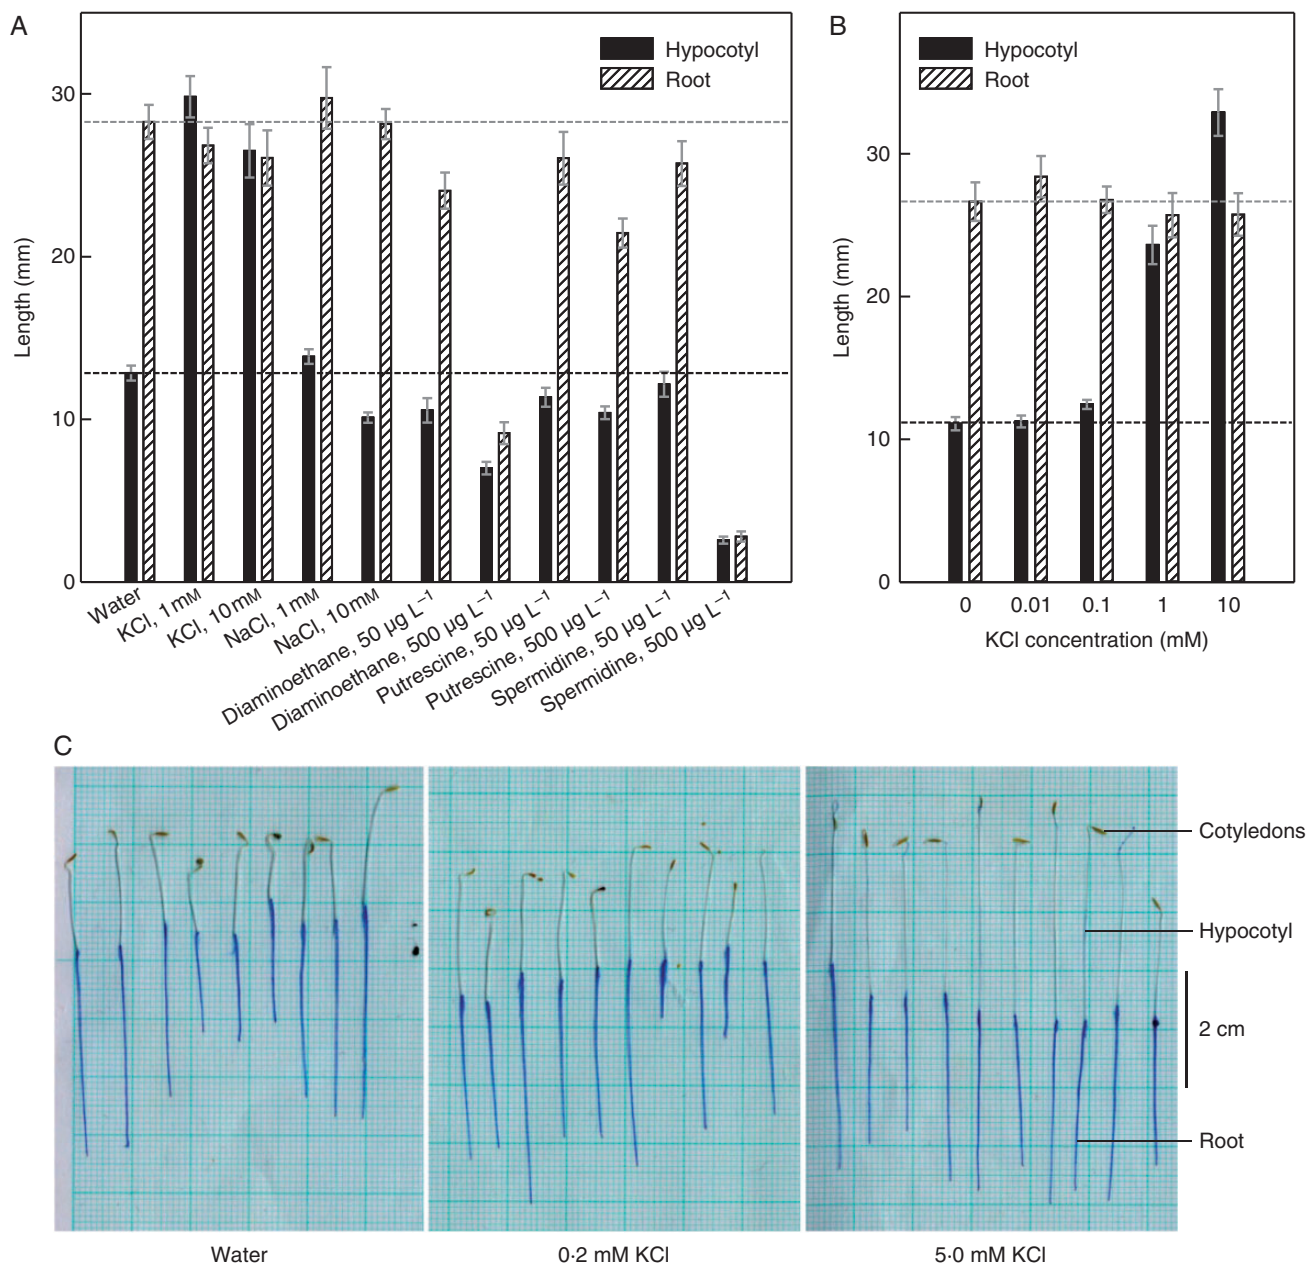 A
Hypocotyl
Root
Length (mm)
30
20
10
0
Water
KCl, 1 mM
KCl, 10 mM
NaCl, 1 mM
NaCl, 10 mM
Diaminoethane, 50 µg L−1
Diaminoethane, 500 µg L−1
Putrescine, 50 µg L−1
Putrescine, 500 µg L−1
Spermidine, 50 µg L−1
Spermidine, 500 µg L−1
B
Hypocotyl
Root
Length (mm)
30
20
10
0
0 0.01 0.1 1 10
KCl concentration (mM)
C
Cotyledons
Hypocotyl
2 cm
Root
Water 0·2 mM KCl 5·0 mM KCl